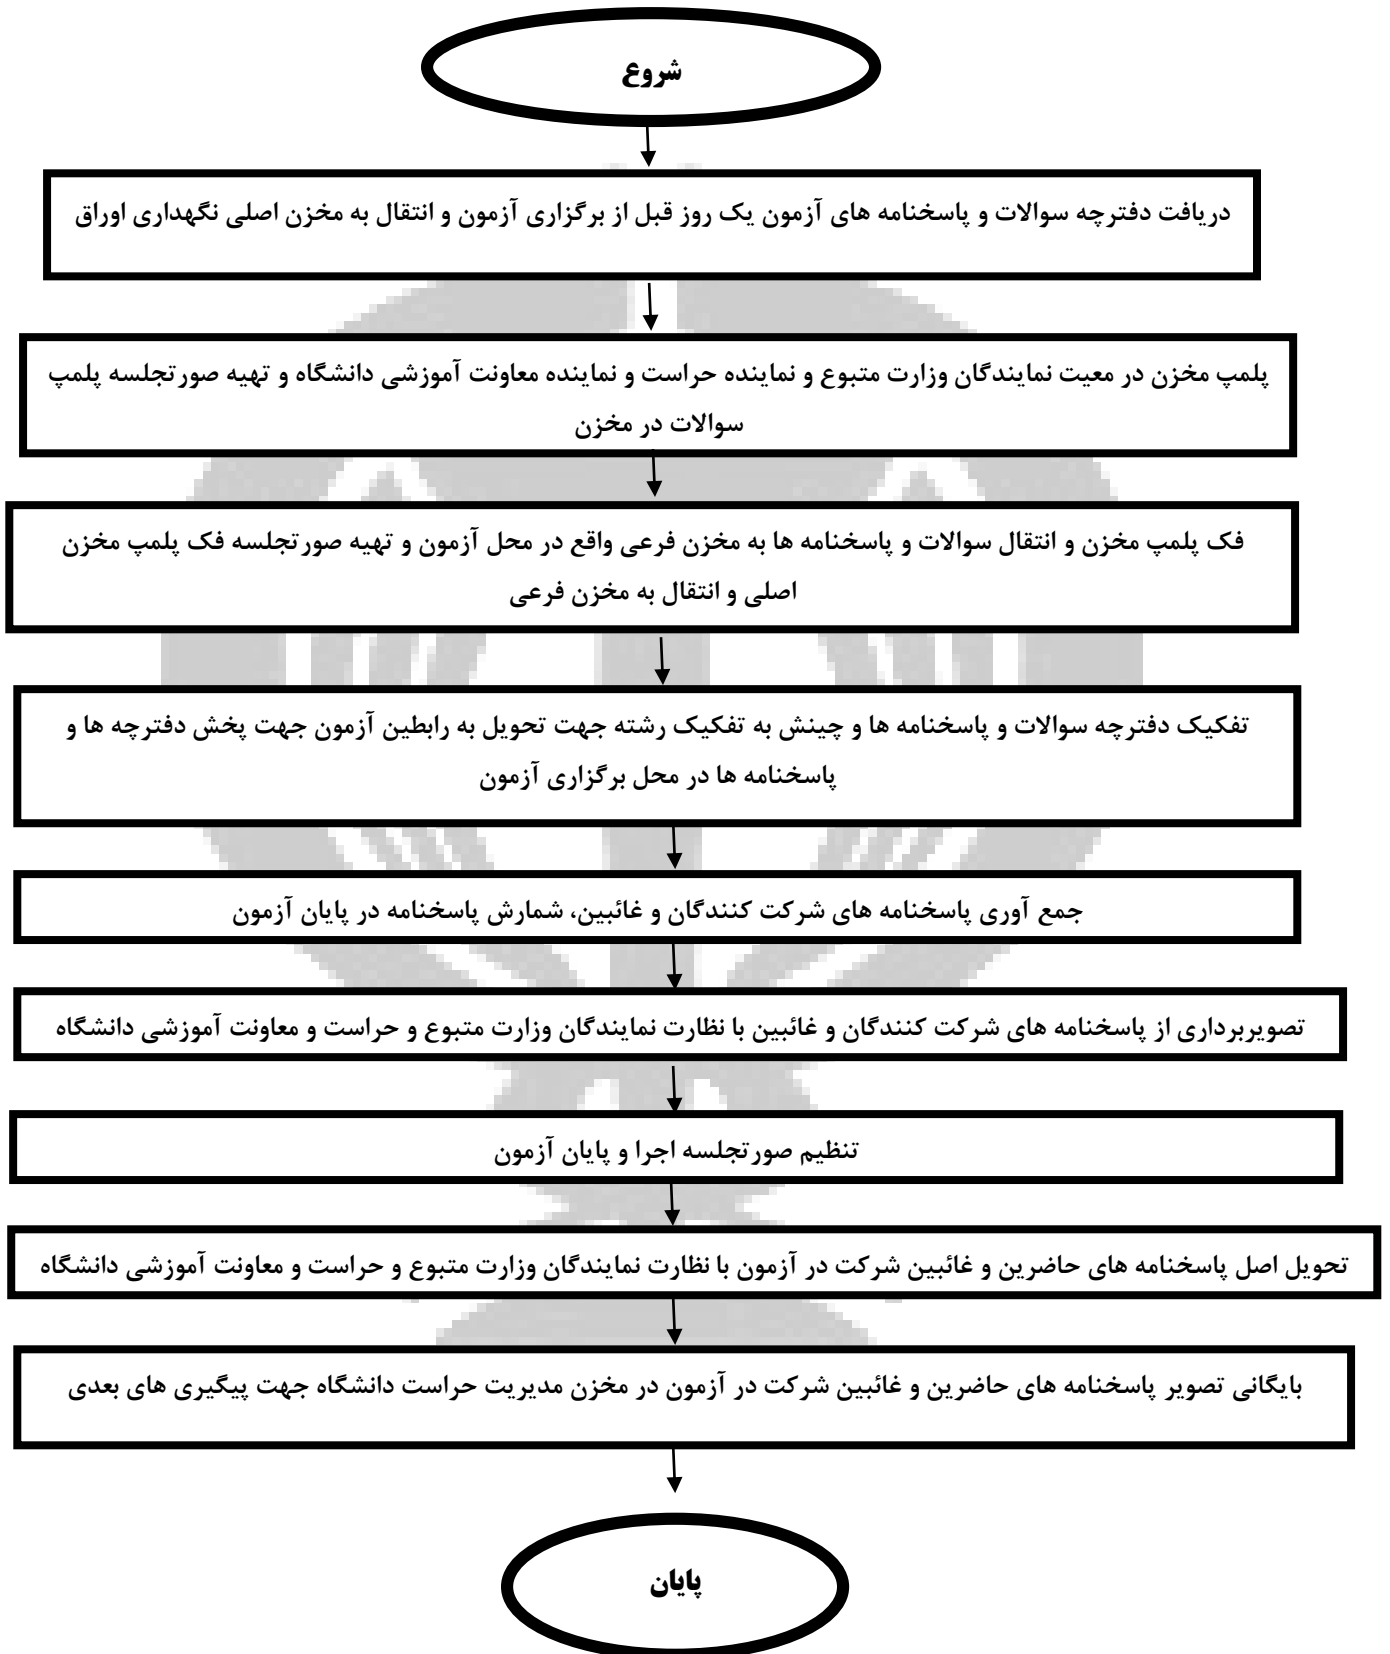 شروع
دریافت دفترچه سوالات و پاسخنامه های آزمون یک روز قبل از برگزاری آزمون و انتقال به مخزن اصلی نگهداری اوراق
پلمپ مخزن در معیت نمایندگان وزارت متبوع و نماینده حراست و نماینده معاونت آموزشی دانشگاه و تهیه صورتجلسه پلمپ
سوالات در مخزن
فک پلمپ مخزن و انتقال سوالات و پاسخنامه ها به مخزن فرعی واقع در محل آزمون و تهیه صورتجلسه فک پلمپ مخزن
اصلی و انتقال به مخزن فرعی
تفکیک دفترچه سوالات و پاسخنامه ها و چینش به تفکیک رشته جهت تحویل به رابطین آزمون جهت پخش دفترچه ها و
پاسخنامه ها در محل برگزاری آزمون
جمع آوری پاسخنامه های شرکت کنندگان و غائبین، شمارش پاسخنامه در پایان آزمون
تصویربرداری از پاسخنامه های شرکت کنندگان و غائبین با نظارت نمایندگان وزارت متبوع و حراست و معاونت آموزشی دانشگاه
تنظیم صورتجلسه اجرا و پایان آزمون
تحویل اصل پاسخنامه های حاضرین و غائبین شرکت در آزمون با نظارت نمایندگان وزارت متبوع و حراست و معاونت آموزشی دانشگاه
بایگانی تصویر پاسخنامه های حاضرین و غائبین شرکت در آزمون در مخزن مدیریت حراست دانشگاه جهت پیگیری های بعدی
پایان